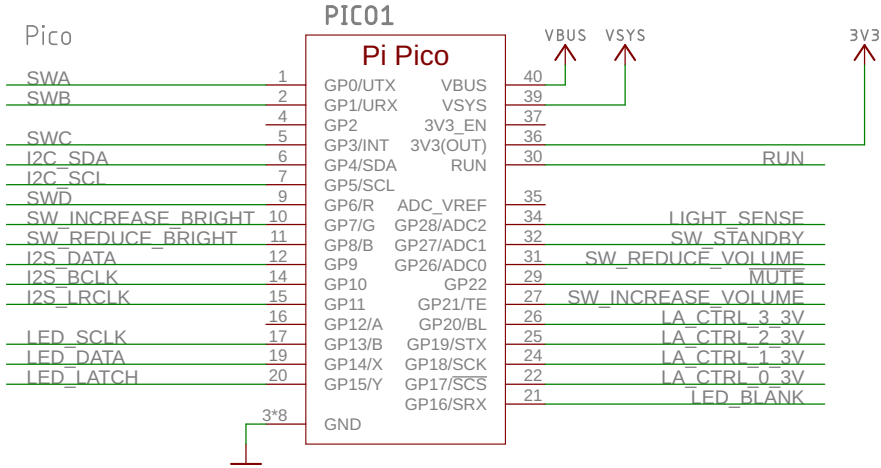 PICO1
Pico
VBUS VSYS 3V3
Pi Pico
SWA 1 GP0/UTX VBUS 40
SWB 2 GP1/URX VSYS 39
4 GP2 3V3_EN 37
SWC 5 GP3/INT 3V3(OUT) 36
I2C_SDA 6 GP4/SDA RUN 30 RUN
I2C_SCL 7 GP5/SCL
SWD 9 GP6/R ADC_VREF 35
SW_INCREASE_BRIGHT 10 GP7/G GP28/ADC2 34 LIGHT_SENSE
SW_REDUCE_BRIGHT 11 GP8/B GP27/ADC1 32 SW_STANDBY
I2S_DATA 12 GP9 GP26/ADC0 31 SW_REDUCE_VOLUME
I2S_BCLK 14 GP10 GP22 29 MUTE
I2S_LRCLK 15 GP11 GP21/TE 27 SW_INCREASE_VOLUME
16 GP12/A GP20/BL 26 LA_CTRL_3_3V
LED_SCLK 17 GP13/B GP19/STX 25 LA_CTRL_2_3V
LED_DATA 19 GP14/X GP18/SCK 24 LA_CTRL_1_3V
LED_LATCH 20 GP15/Y GP17/SCS 22 LA_CTRL_0_3V
GP16/SRX 21 LED_BLANK
3*8 GND